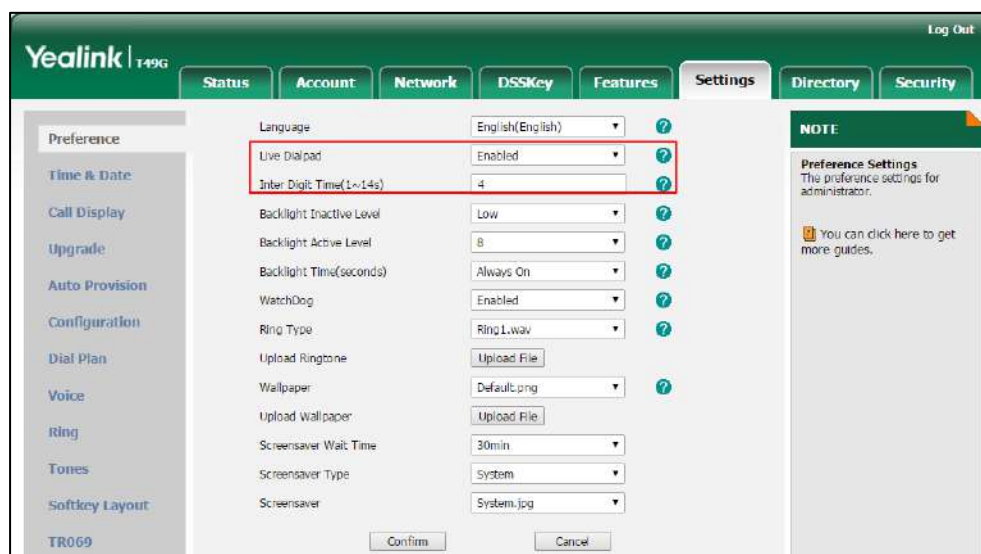 Log Out
Yealink T49G
Status Account Network DSSKey Features Settings Directory Security
Preference
Time & Date
Call Display
Upgrade
Auto Provision
Configuration
Dial Plan
Voice
Ring
Tones
Softkey Layout
TR069
Language English(English)
Live Dialpad Enabled
Inter Digit Time(1~14s) 4
Backlight Inactive Level Low
Backlight Active Level 8
Backlight Time(seconds) Always On
WatchDog Enabled
Ring Type Ring1.wav
Upload Ringtone Upload File
Wallpaper Default.png
Upload Wallpaper Upload File
Screensaver Wait Time 30min
Screensaver Type System
Screensaver System.jpg
Confirm Cancel
NOTE
Preference Settings
The preference settings for
administrator.
You can click here to get
more guides.